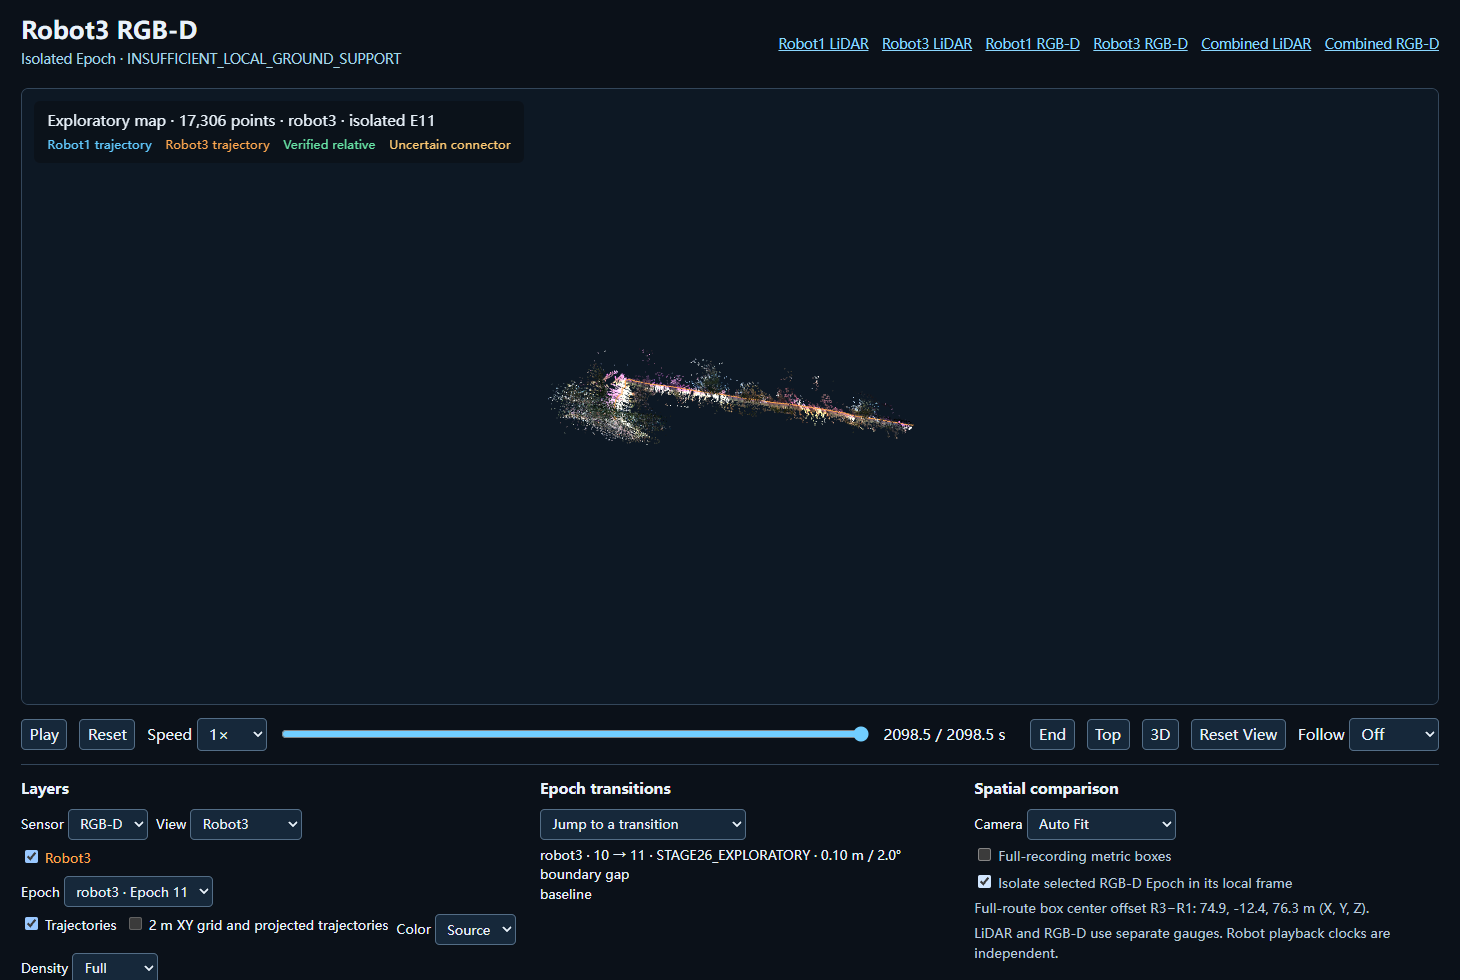 Robot3 RGB-D
Isolated Epoch · INSUFFICIENT_LOCAL_GROUND_SUPPORT
Robot1 LiDAR Robot3 LiDAR Robot1 RGB-D Robot3 RGB-D Combined LiDAR Combined RGB-D
Exploratory map · 17,306 points · robot3 · isolated E11
Robot1 trajectory Robot3 trajectory Verified relative Uncertain connector
Play Reset Speed 1× 2098.5 / 2098.5 s End Top 3D Reset View Follow Off
Layers
Sensor RGB-D View Robot3
Robot3
Epoch robot3 · Epoch 11
Trajectories 2 m XY grid and projected trajectories Color Source
Density Full
Epoch transitions
Jump to a transition
robot3 · 10 → 11 · STAGE26_EXPLORATORY · 0.10 m / 2.0°
boundary gap
baseline
Spatial comparison
Camera Auto Fit
Full-recording metric boxes
Isolate selected RGB-D Epoch in its local frame
Full-route box center offset R3−R1: 74.9, -12.4, 76.3 m (X, Y, Z).
LiDAR and RGB-D use separate gauges. Robot playback clocks are
independent.